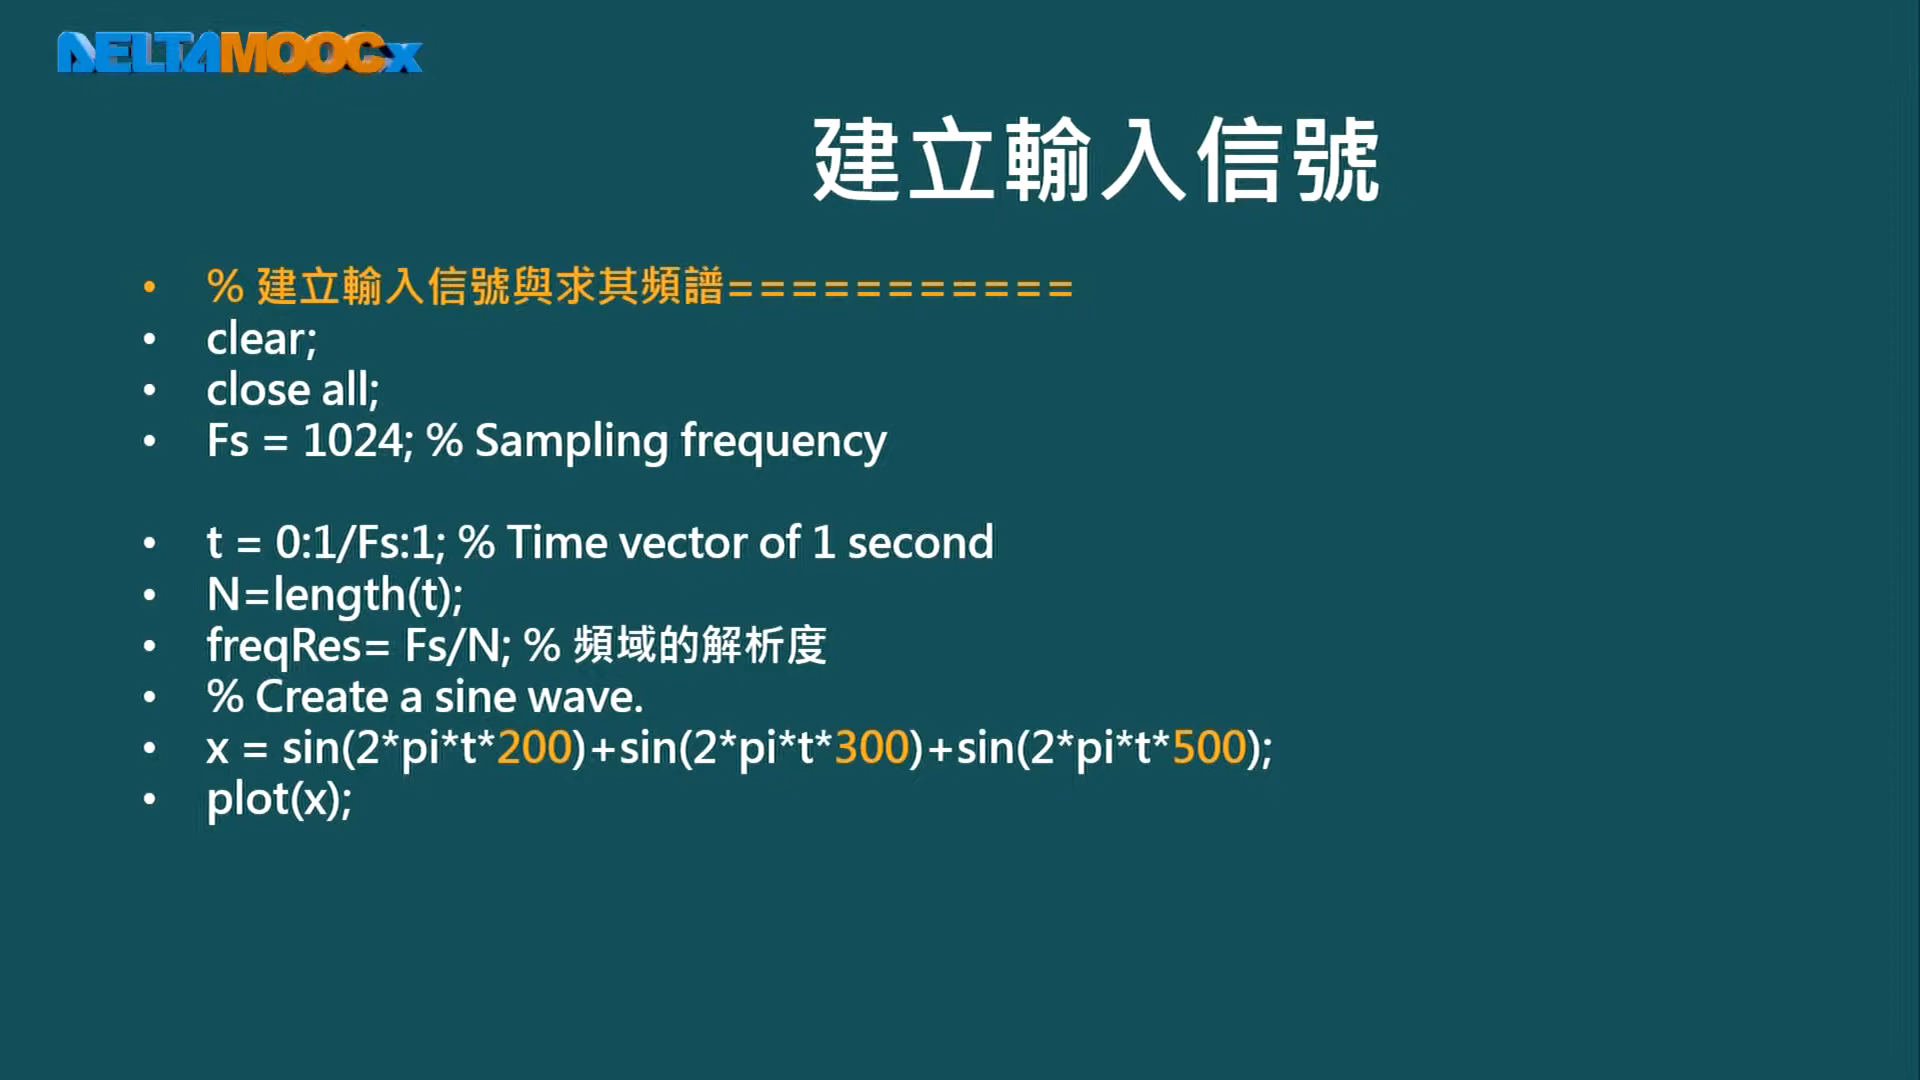 DELTAMOOCx
建立輸入信號
• % 建立輸入信號與求其頻譜===========
• clear;
• close all;
• Fs = 1024; % Sampling frequency
• t = 0:1/Fs:1; % Time vector of 1 second
• N=length(t);
• freqRes= Fs/N; % 頻域的解析度
• % Create a sine wave.
• x = sin(2*pi*t*200)+sin(2*pi*t*300)+sin(2*pi*t*500);
• plot(x);